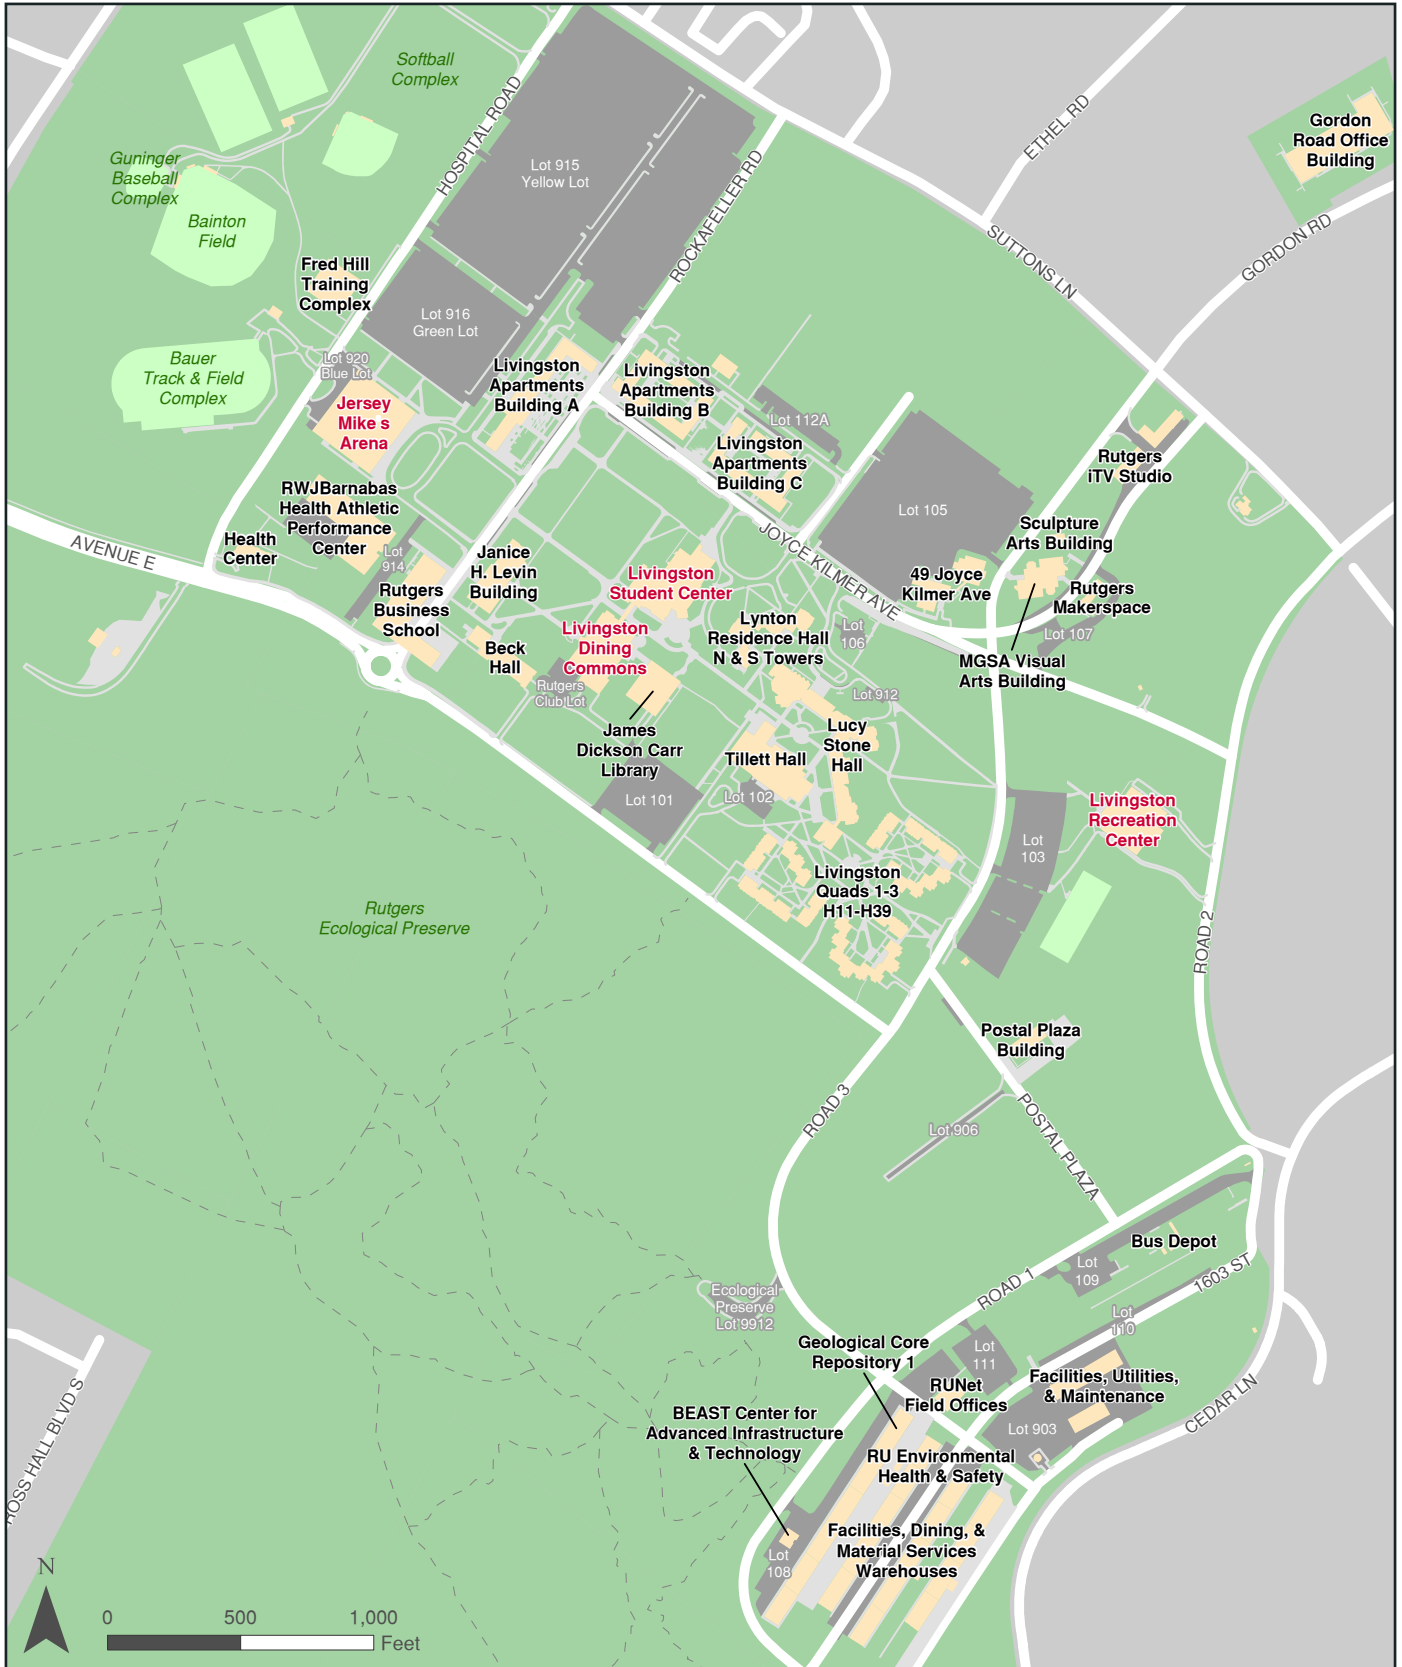 Softball
Complex
HOSPITAL ROAD
Guninger
Baseball
Complex
Bainton
Field
Lot 915
Yellow Lot
ROCKAFELLER RD
ETHEL RD
Gordon
Road Office
Building
GORDON RD
SUTTONS LN
Fred Hill
Training
Complex
Lot 916
Green Lot
Bauer
Track & Field
Complex
Lot 920
Blue Lot
Jersey
Mike s
Arena
Livingston
Apartments
Building A
Livingston
Apartments
Building B
Lot 112A
Livingston
Apartments
Building C
Rutgers
iTV Studio
RWJBarnabas
Health Athletic
Performance
Center
Health
Center
AVENUE E
Lot
914
Lot 105
JOYCE KILMER AVE
Sculpture
Arts Building
Janice
H. Levin
Building
Livingston
Student Center
49 Joyce
Kilmer Ave
Rutgers
Makerspace
Rutgers
Business
School
Beck
Hall
Livingston
Dining
Commons
Lynton
Residence Hall
N & S Towers
Lot
106
Lot 107
MGSA Visual
Arts Building
Rutgers
Club Lot
Lot 912
James
Dickson Carr
Library
Tillett Hall
Lucy
Stone
Hall
Lot 101
Lot 102
Livingston
Recreation
Center
Lot
103
Livingston
Quads 1-3
H11-H39
Rutgers
Ecological Preserve
ROAD 2
Postal Plaza
Building
ROAD 3
Lot 906
POSTAL PLAZA
Bus Depot
Lot
109
ROAD 1
1603 ST
Ecological
Preserve
Lot 9912
Lot
110
Geological Core
Repository 1
Lot
111
RUNet
Field Offices
Facilities, Utilities,
& Maintenance
CEDAR LN
BEAST Center for
Advanced Infrastructure
& Technology
Lot 903
RU Environmental
Health & Safety
Facilities, Dining, &
Material Services
Warehouses
Lot
108
ROSS HALL BLVD S
N
0 500 1,000
Feet